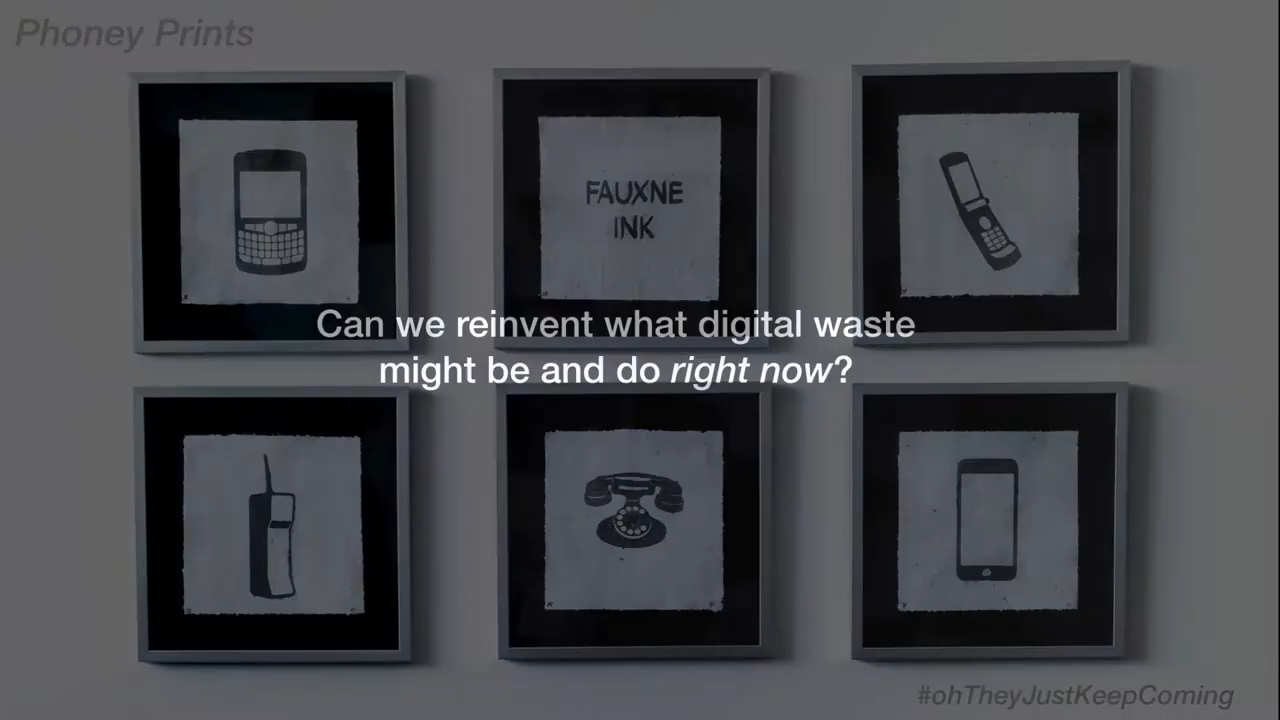 Phoney Prints
FAUXNE
INK
Can we reinvent what digital waste
might be and do right now?
#ohTheyJustKeepComing